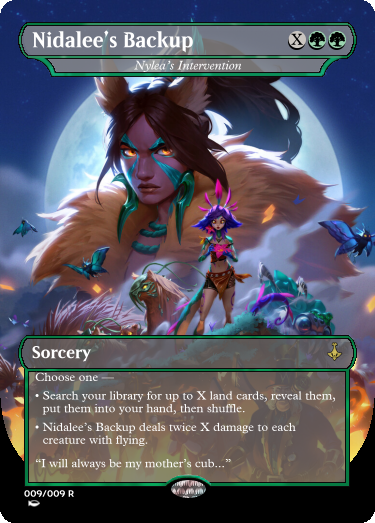 Nidalee's Backup X
Nylea's Intervention
Sorcery
Choose one —
• Search your library for up to X land cards, reveal them,
put them into your hand, then shuffle.
• Nidalee's Backup deals twice X damage to each
creature with flying.
“I will always be my mother's cub...”
009/009 R